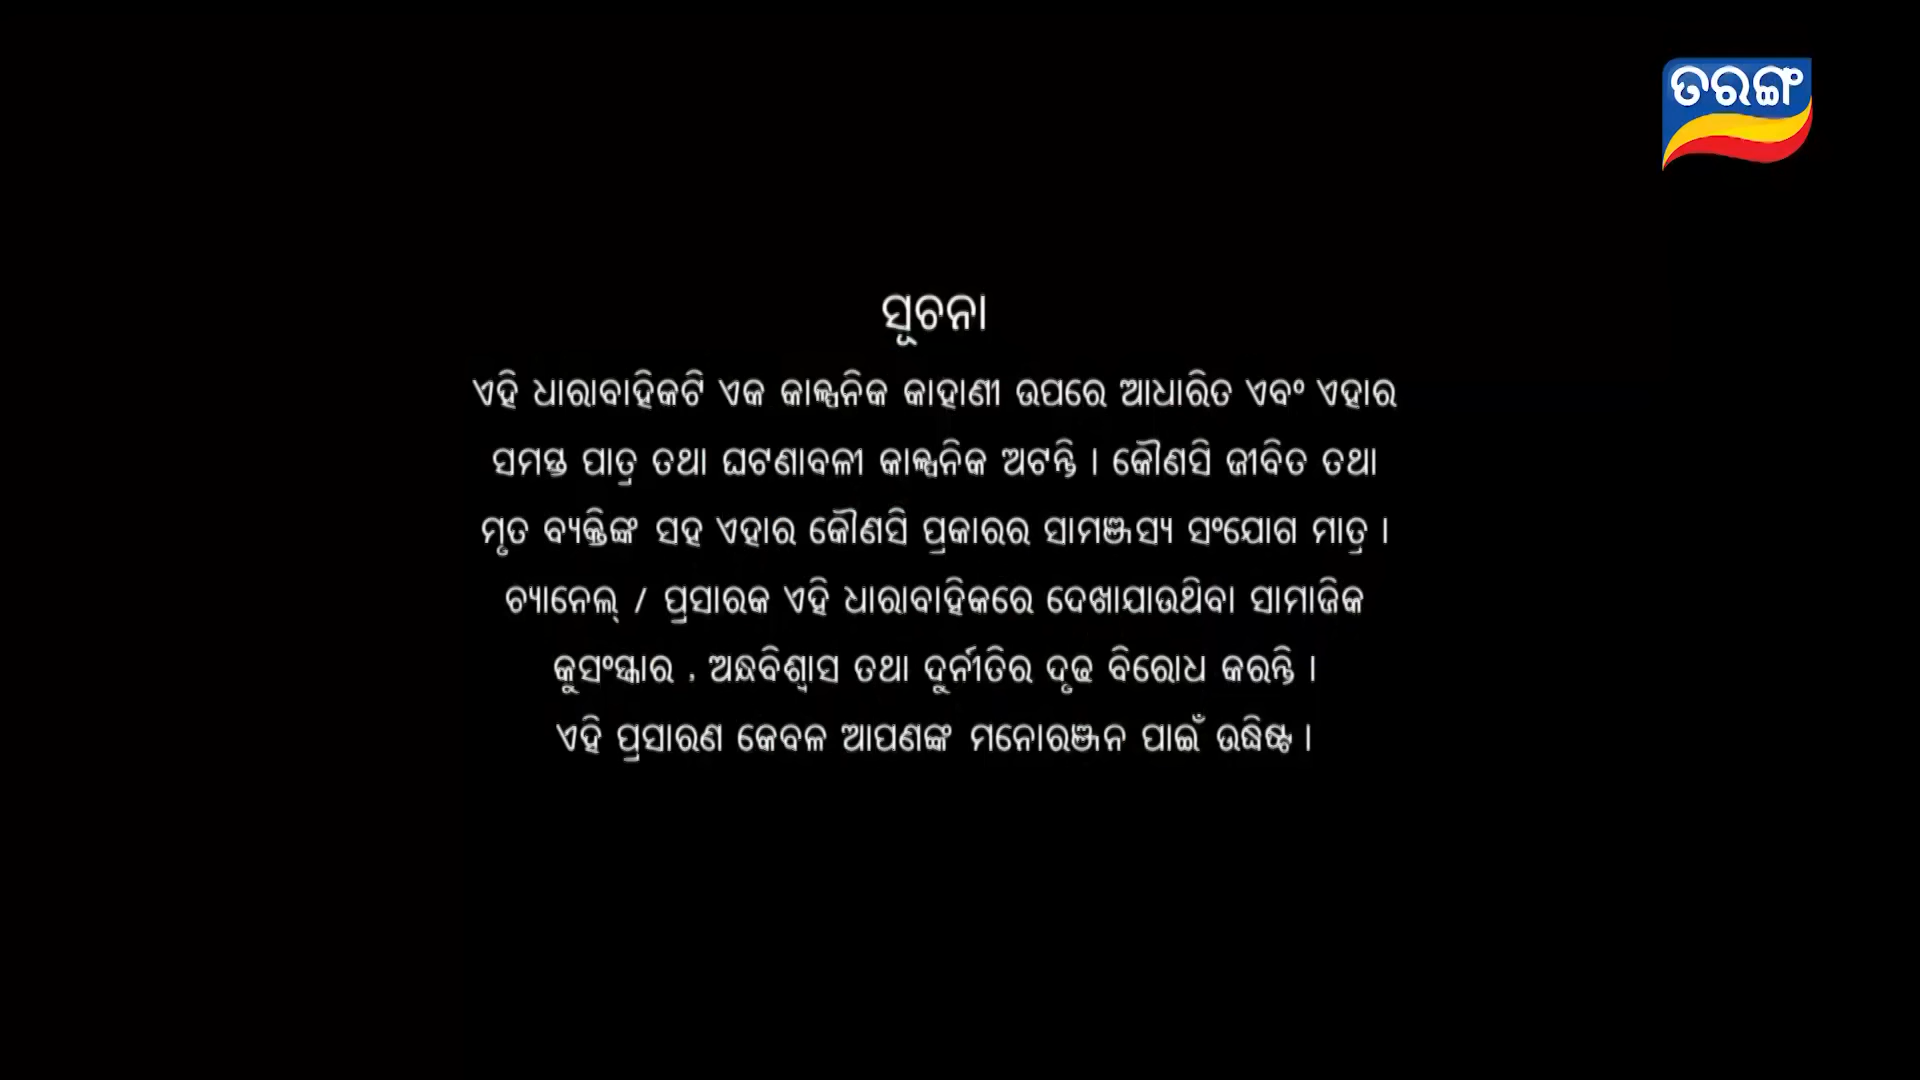 ତରଙ୍ଗ
ସୂଚନା
ଏହି ଧାରାବାହିକଟି ଏକ କାଳ୍ପନିକ କାହାଣୀ ଉପରେ ଆଧାରିତ ଏବଂ ଏହାର
ସମସ୍ତ ପାତ୍ର ତଥା ଘଟଣାବଳୀ କାଳ୍ପନିକ ଅଟନ୍ତି । କୌଣସି ଜୀବିତ ତଥା
ମୃତ ବ୍ୟକ୍ତିଙ୍କ ସହ ଏହାର କୌଣସି ପ୍ରକାରର ସାମଞ୍ଜସ୍ୟ ସଂଯୋଗ ମାତ୍ର ।
ଚ୍ୟାନେଲ୍ / ପ୍ରସାରକ ଏହି ଧାରାବାହିକରେ ଦେଖାଯାଉଥିବା ସାମାଜିକ
କୁସଂସ୍କାର , ଅନ୍ଧବିଶ୍ୱାସ ତଥା ଦୁର୍ନୀତିର ଦୃଢ ବିରୋଧ କରନ୍ତି ।
ଏହି ପ୍ରସାରଣ କେବଳ ଆପଣଙ୍କ ମନୋରଞ୍ଜନ ପାଇଁ ଉଦ୍ଧିଷ୍ଟ ।